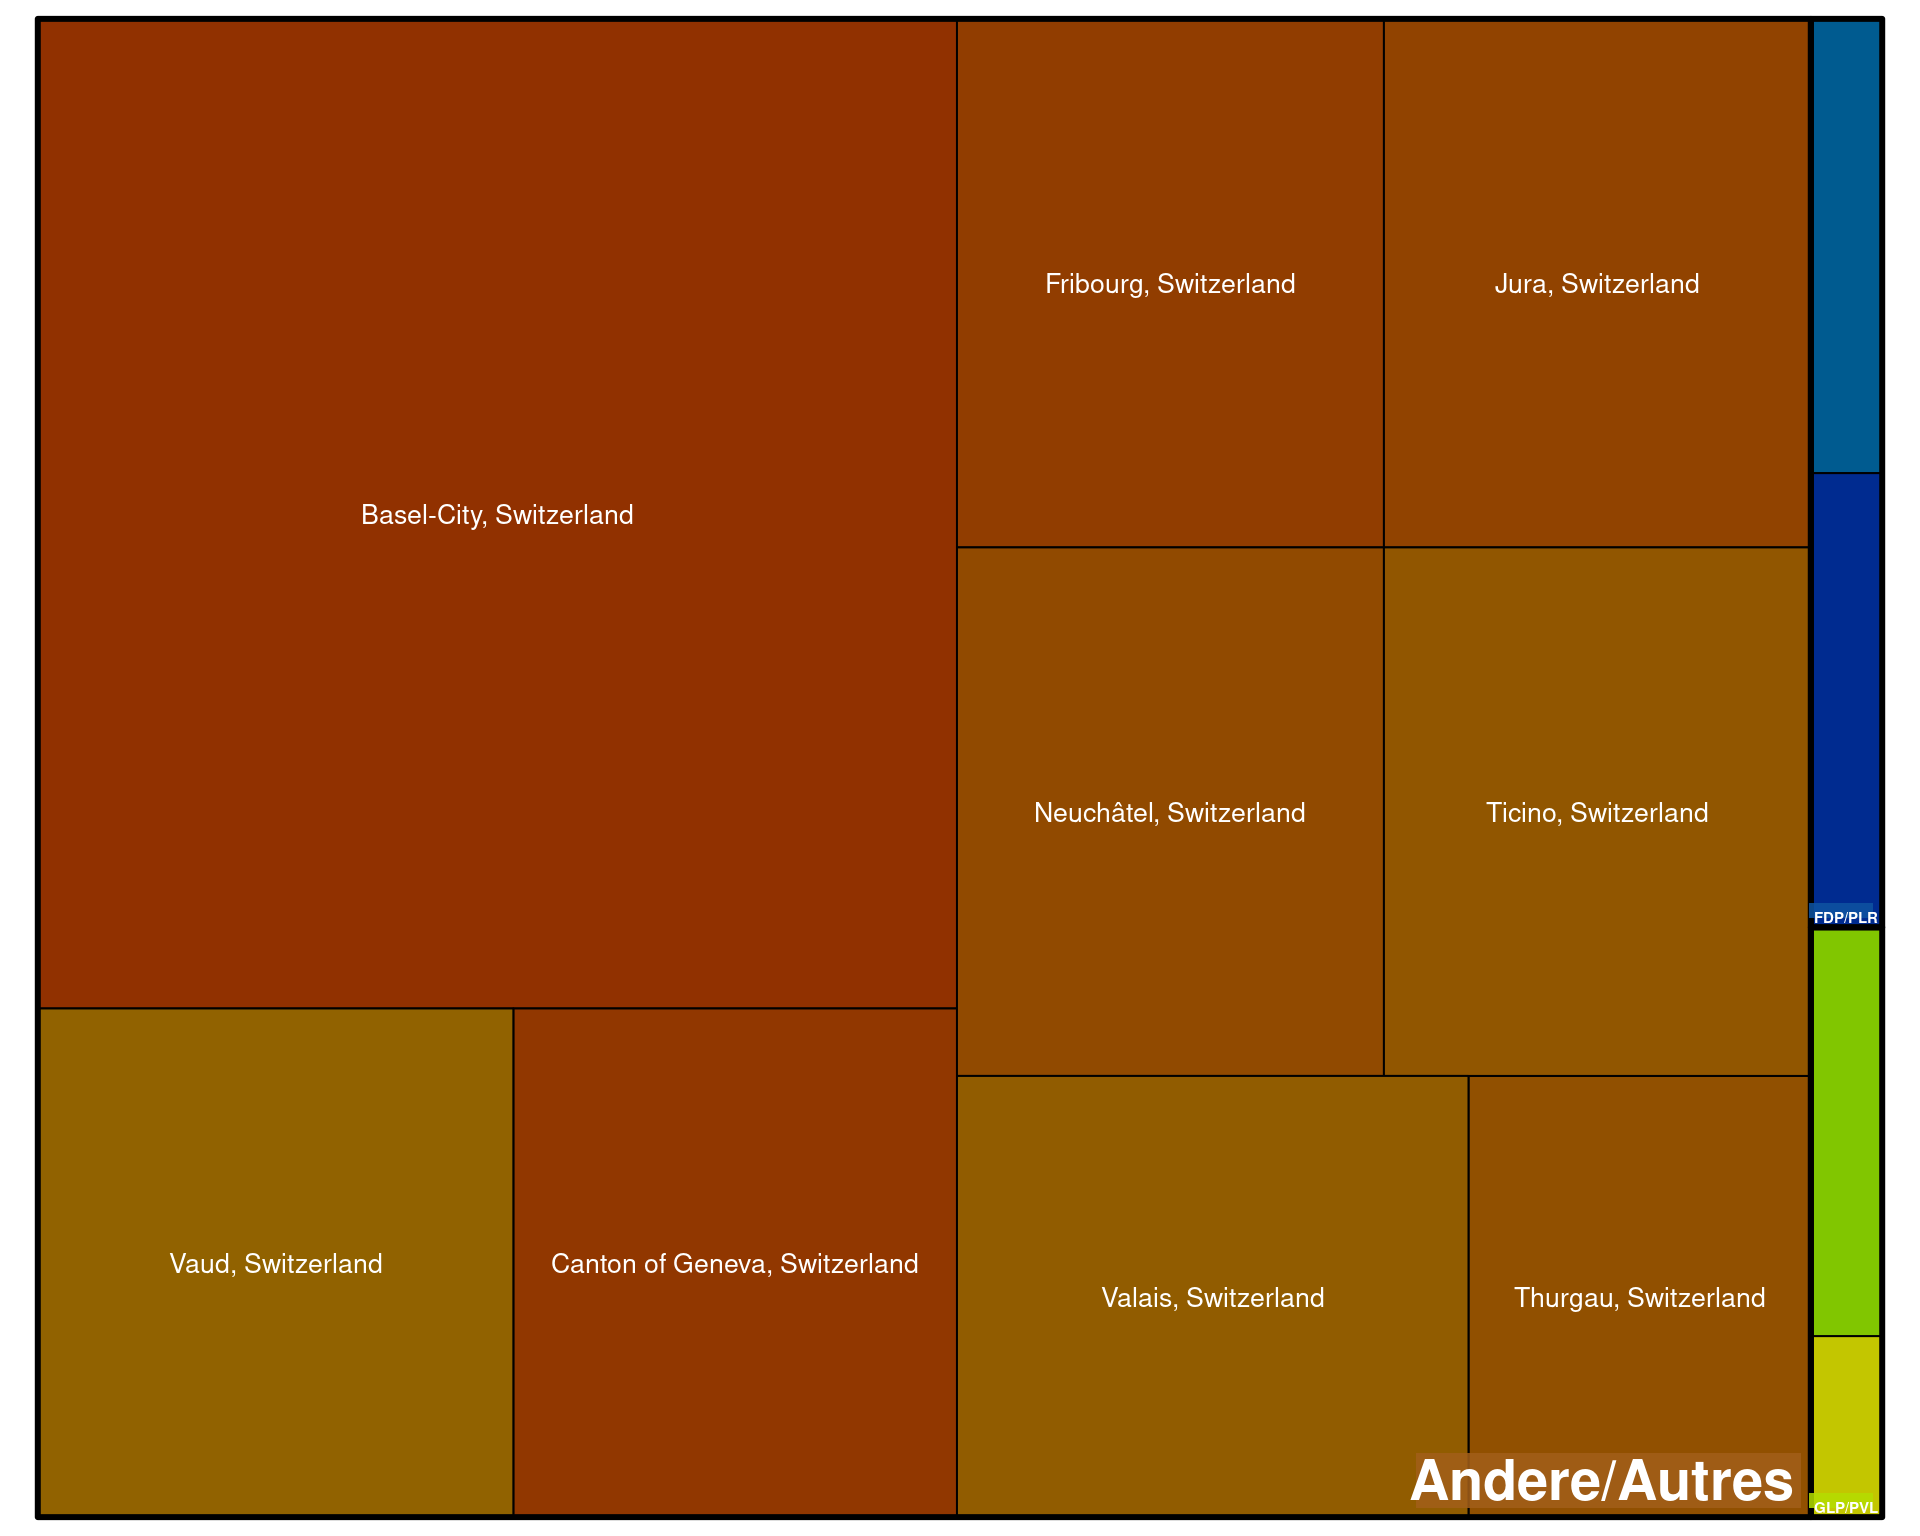 Fribourg, Switzerland
Jura, Switzerland
Basel-City, Switzerland
Neuchâtel, Switzerland
Ticino, Switzerland
FDP/PLR
Vaud, Switzerland
Canton of Geneva, Switzerland
Valais, Switzerland
Thurgau, Switzerland
Andere/Autres
GLP/PVL